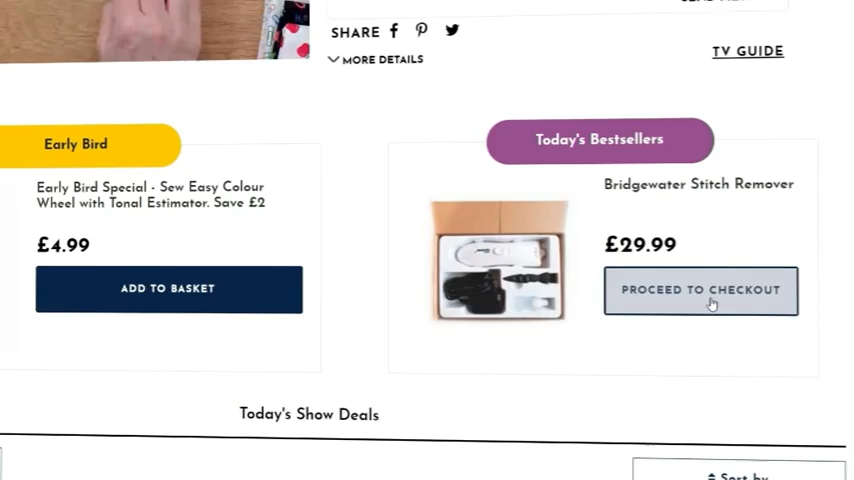 SHARE
MORE DETAILS
TV GUIDE
Early Bird
Early Bird Special - Sew Easy Colour
Wheel with Tonal Estimator. Save £2
£4.99
ADD TO BASKET
Today's Bestsellers
Bridgewater Stitch Remover
£29.99
PROCEED TO CHECKOUT
Today's Show Deals
Sort by